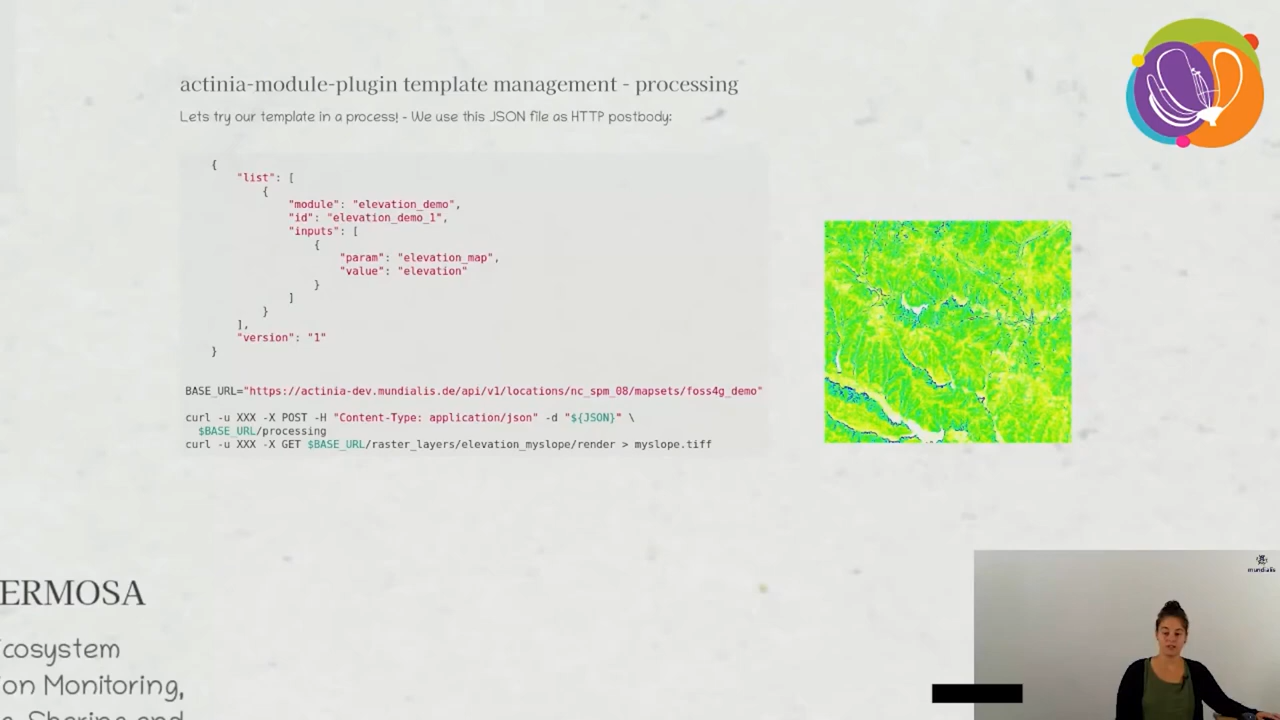 actinia-module-plugin template management - processing
Lets try our template in a process! - We use this JSON file as HTTP postbody:
{
"list": [
{
"module": "elevation_demo",
"id": "elevation_demo_1",
"inputs": [
{
"param": "elevation_map",
"value": "elevation"
}
]
}
],
"version": "1"
}
BASE_URL="https://actinia-dev.mundialis.de/api/v1/locations/nc_spm_08/mapsets/foss4g_demo"
curl -u XXX -X POST -H "Content-Type: application/json" -d "${JSON}" \
$BASE_URL/processing
curl -u XXX -X GET $BASE_URL/raster_layers/elevation_myslope/render > myslope.tiff
mundialis
ERMOSA
cosystem
on Monitoring,
Sharing and